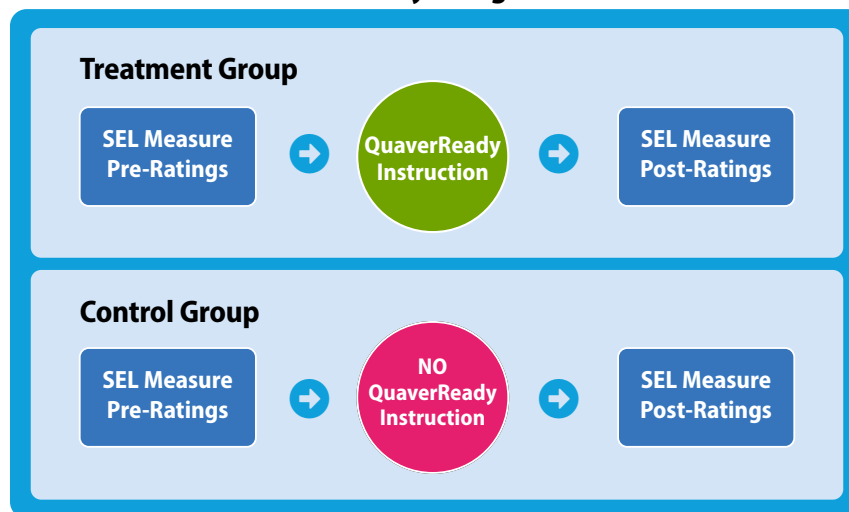 Treatment Group
SEL Measure
Pre-Ratings
QuaverReady
Instruction
SEL Measure
Post-Ratings
Control Group
SEL Measure
Pre-Ratings
NO
QuaverReady
Instruction
SEL Measure
Post-Ratings